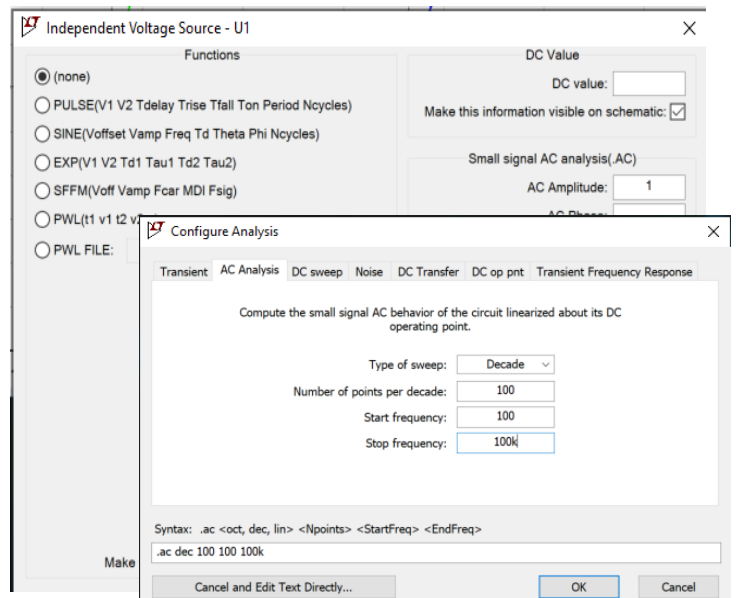 Independent Voltage Source - U1
Functions
(none)
PULSE(V1 V2 Tdelay Trise Tfall Ton Period Ncycles)
SINE(Voffset Vamp Freq Td Theta Phi Ncycles)
EXP(V1 V2 Td1 Tau1 Td2 Tau2)
SFFM(Voff Vamp Fcar MDI Fsig)
PWL(t1 v1 t2
PWL FILE:
DC Value
DC value:
Make this information visible on schematic:
Small signal AC analysis(.AC)
AC Amplitude: 1
AC Phase:
Make
Configure Analysis
Transient AC Analysis DC sweep Noise DC Transfer DC op pnt Transient Frequency Response
Compute the small signal AC behavior of the circuit linearized about its DC
operating point.
Type of sweep: Decade
Number of points per decade: 100
Start frequency: 100
Stop frequency: 100k
Syntax: .ac <oct, dec, lin> <Npoints> <StartFreq> <EndFreq>
.ac dec 100 100 100k
Cancel and Edit Text Directly... OK Cancel